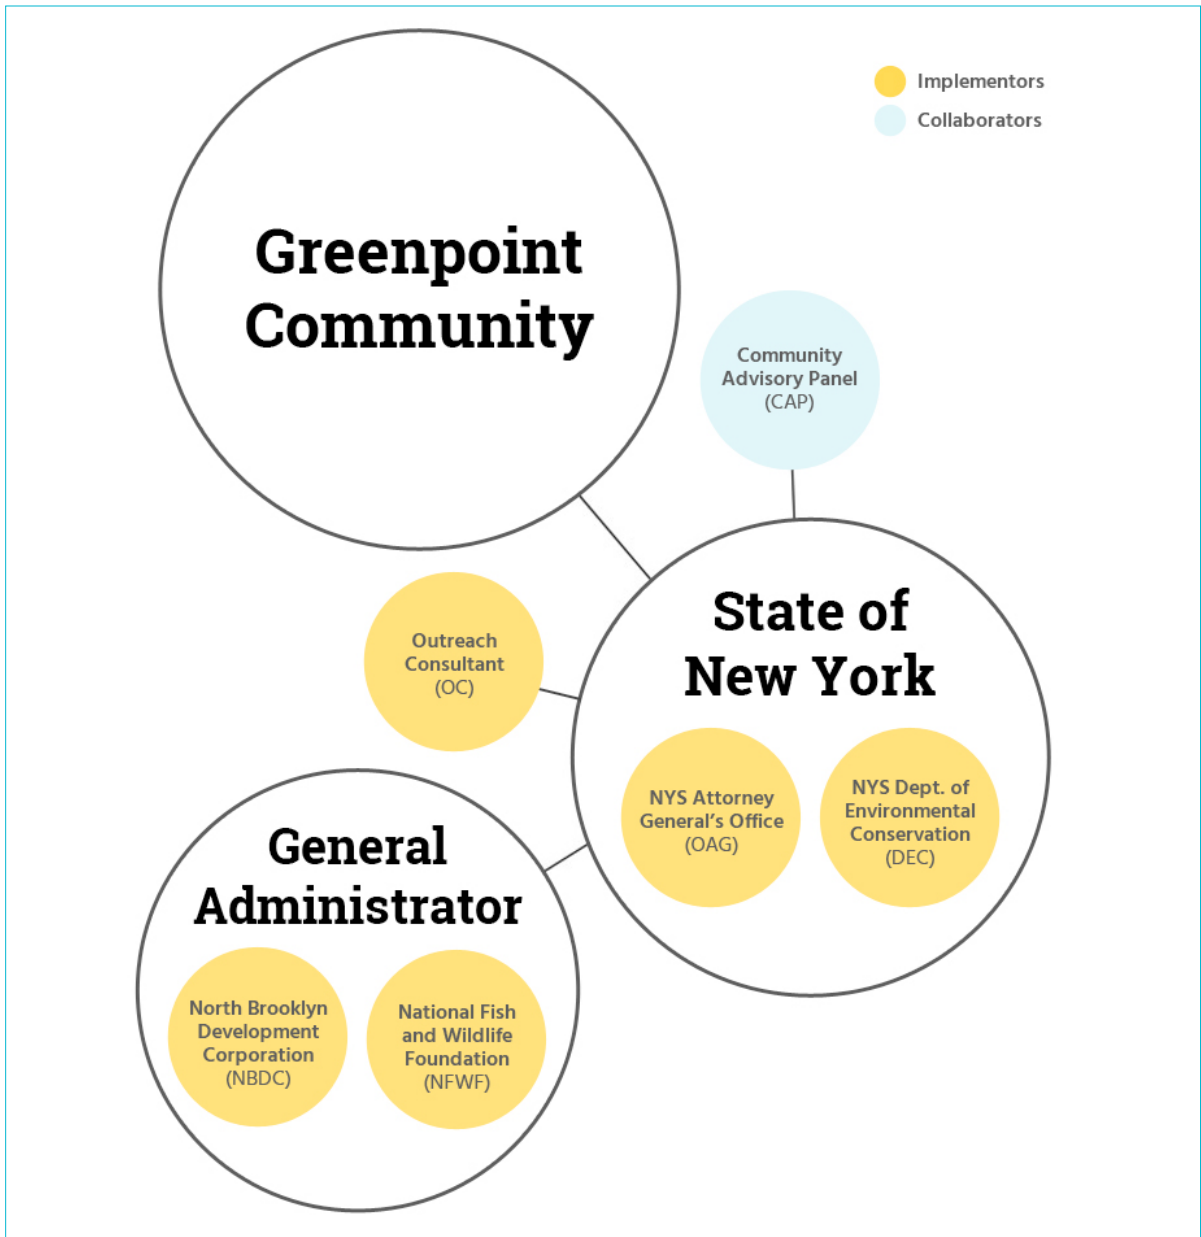 Implementors
Collaborators
Greenpoint
Community
Community
Advisory Panel
(CAP)
Outreach
Consultant
(OC)
State of
New York
NYS Attorney
General's Office
(OAG)
NYS Dept. of
Environmental
Conservation
(DEC)
General
Administrator
North Brooklyn
Development
Corporation
(NBDC)
National Fish
and Wildlife
Foundation
(NFWF)